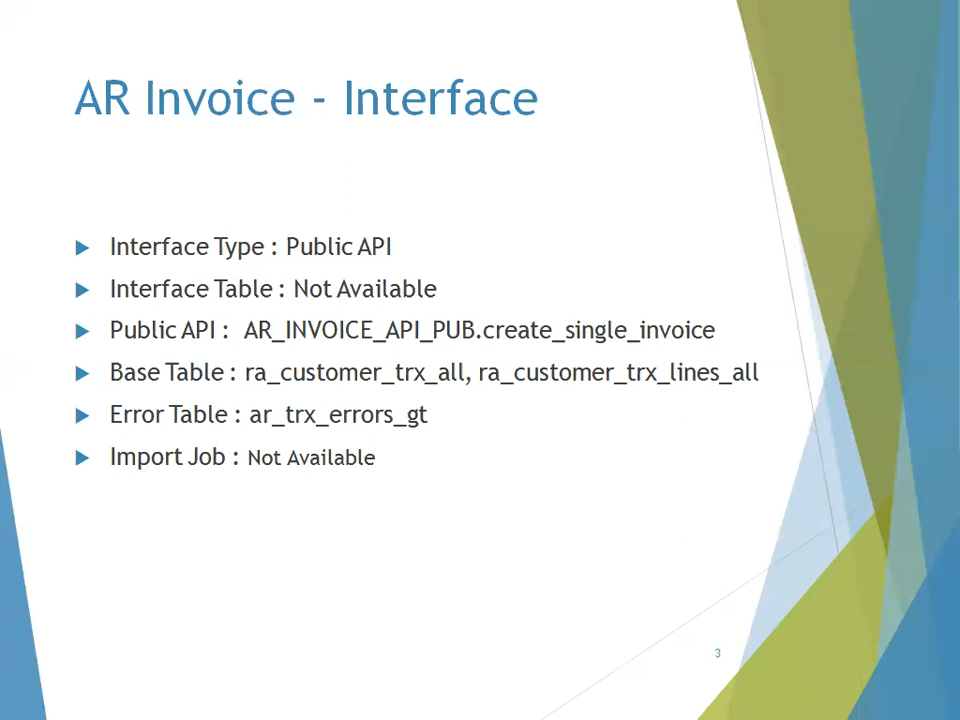 AR Invoice - Interface
Interface Type : Public API
Interface Table : Not Available
Public API : AR_INVOICE_API_PUB.create_single_invoice
Base Table : ra_customer_trx_all, ra_customer_trx_lines_all
Error Table : ar_trx_errors_gt
Import Job : Not Available
3